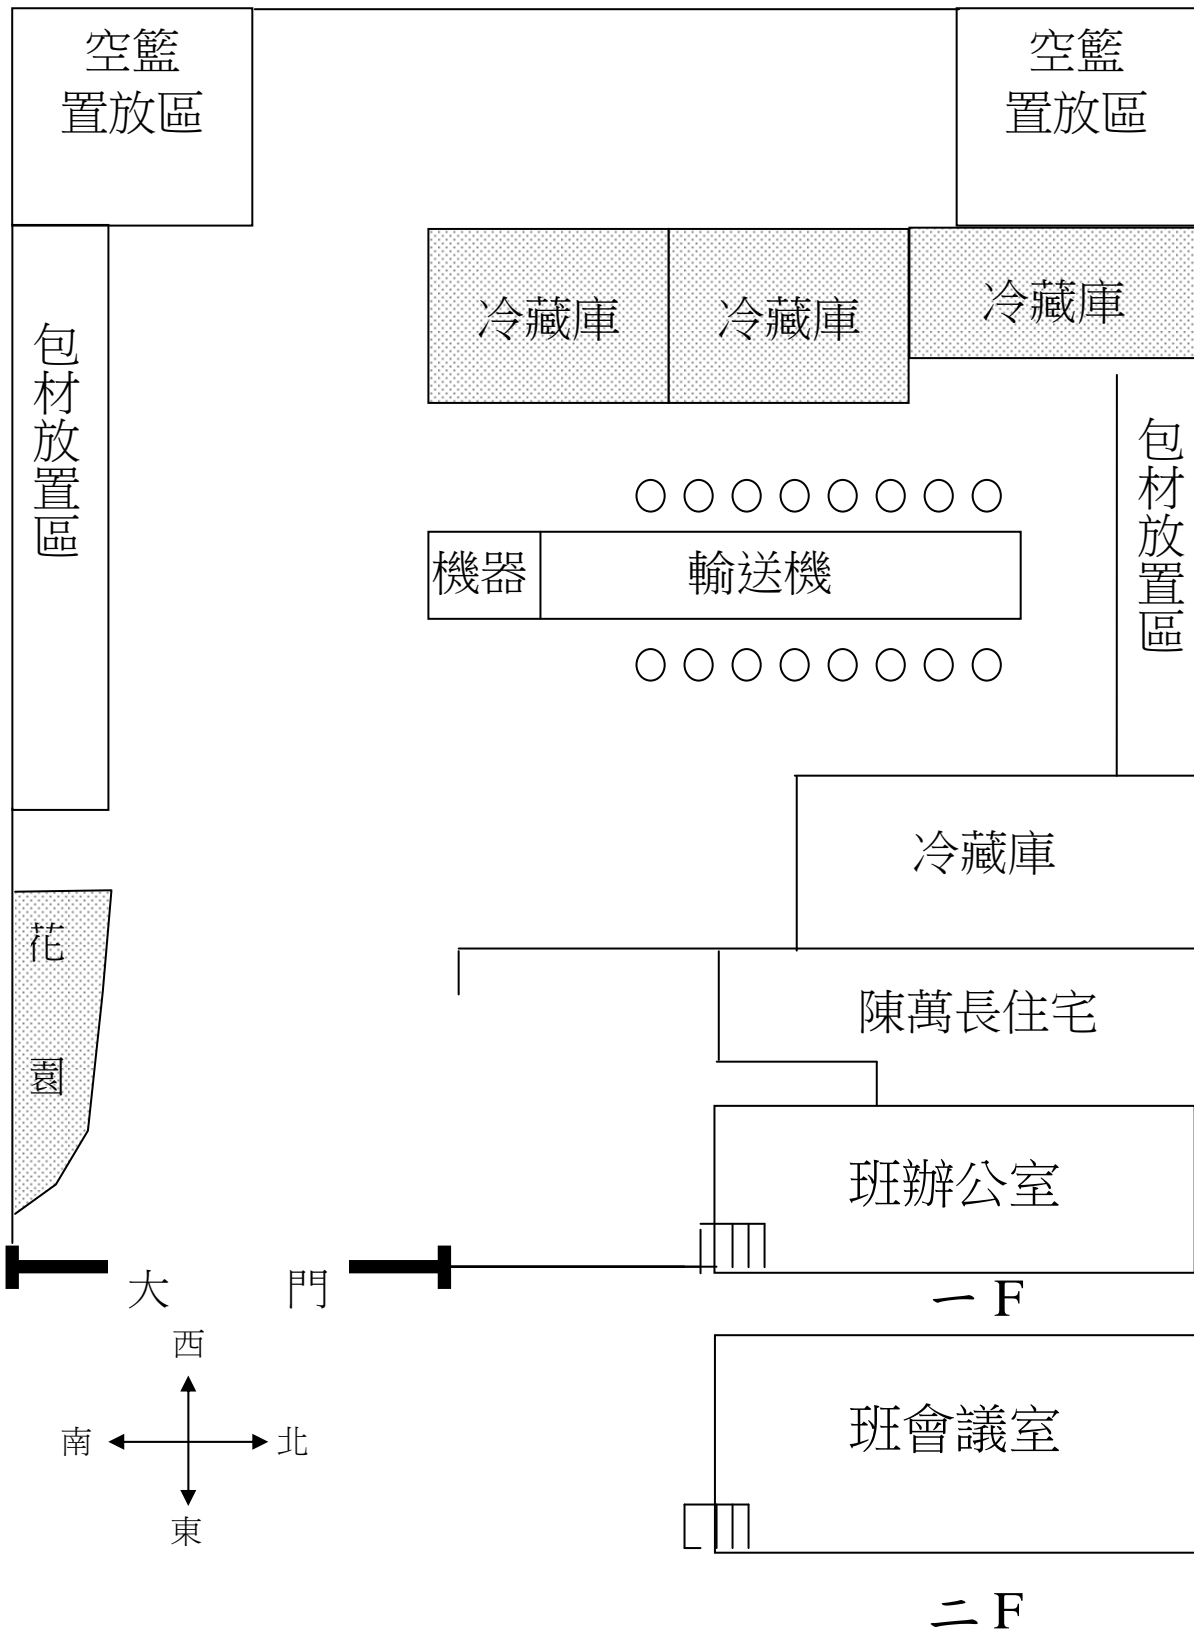 空籃
置放區
空籃
置放區
冷藏庫
冷藏庫
冷藏庫
包材放置區
包材放置區
機器
輸送機
冷藏庫
花園
陳萬長住宅
班辦公室
大門
一F
西
南
北
東
班會議室
二F